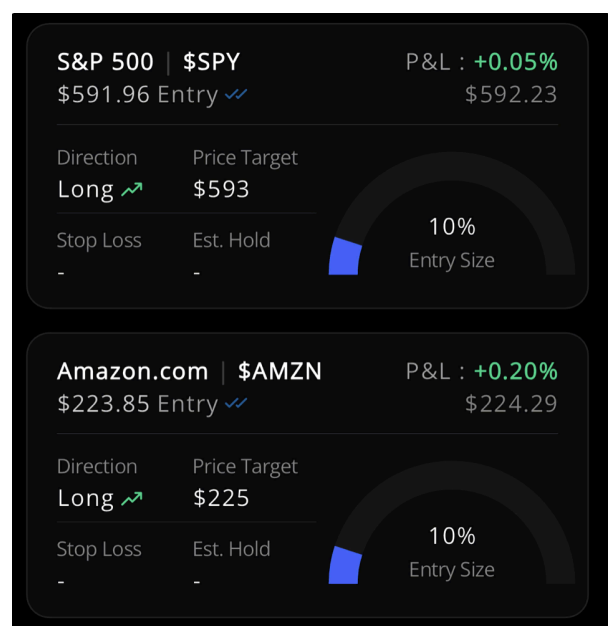 S&P 500 | $SPY P&L : +0.05%
$591.96 Entry $592.23
Direction Price Target
Long $593
Stop Loss Est. Hold
- -
10%
Entry Size
Amazon.com | $AMZN P&L : +0.20%
$223.85 Entry $224.29
Direction Price Target
Long $225
Stop Loss Est. Hold
- -
10%
Entry Size